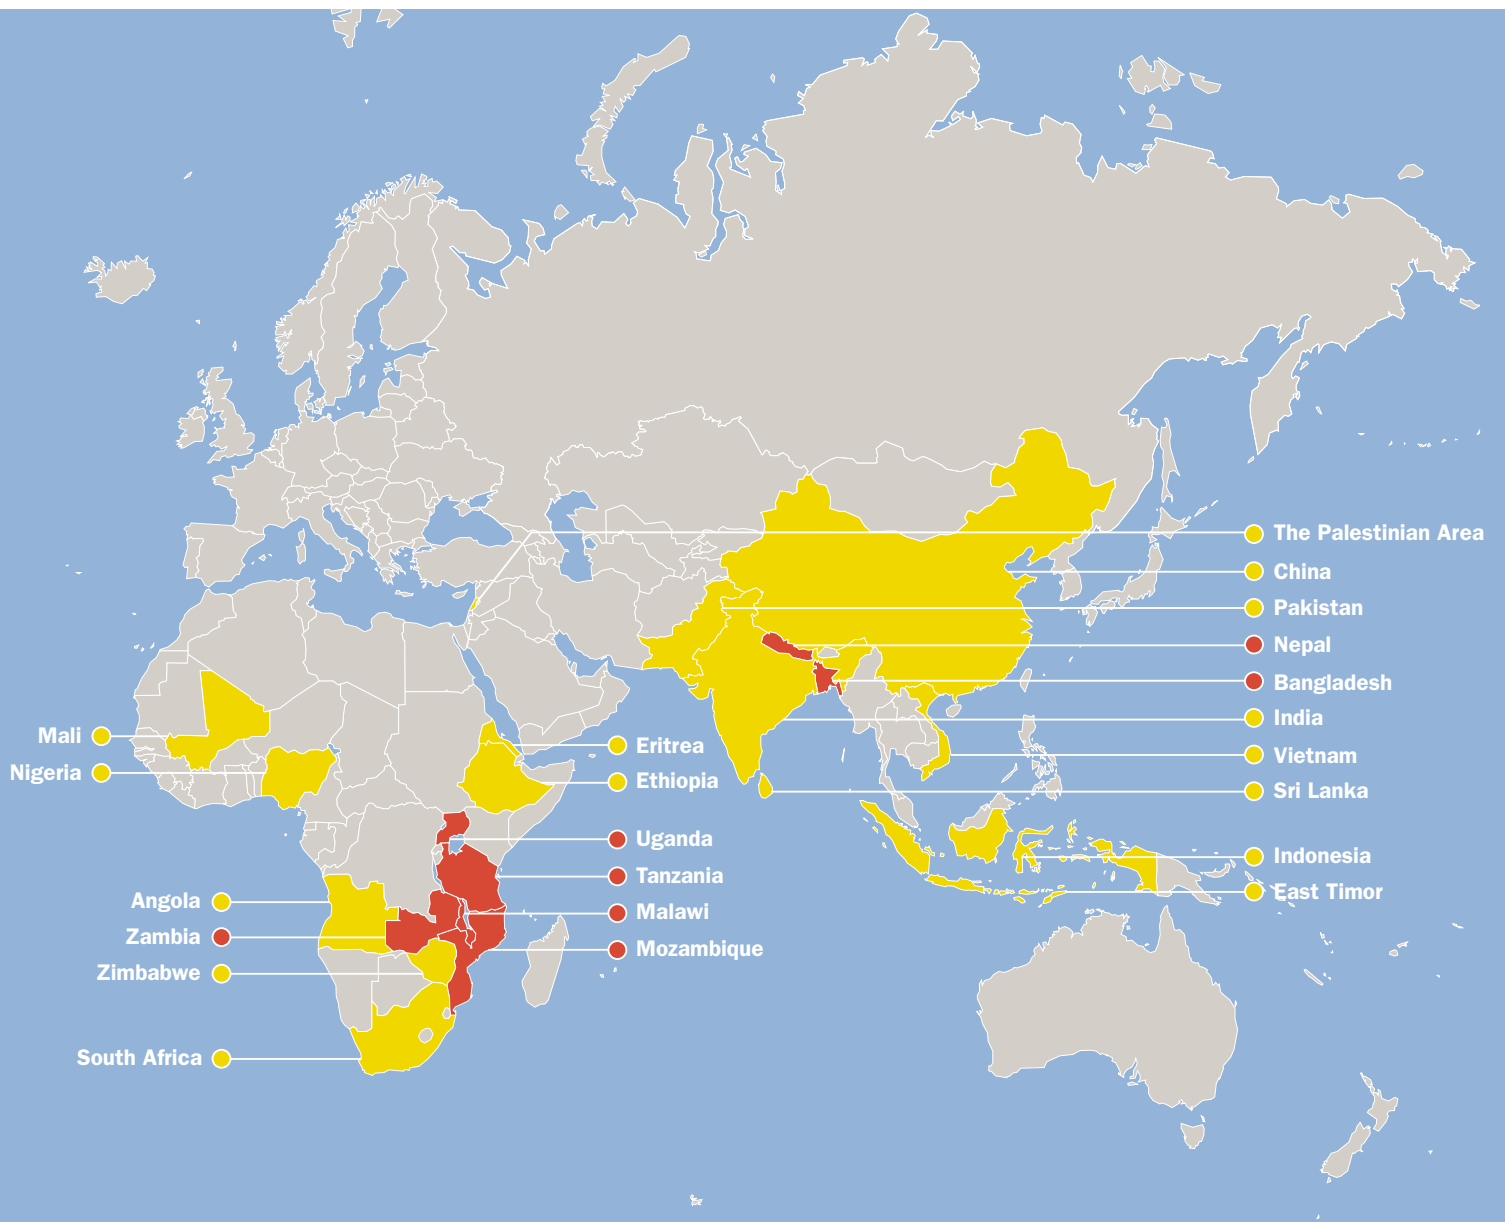 The Palestinian Area
China
Pakistan
Nepal
Bangladesh
India
Vietnam
Sri Lanka
Indonesia
East Timor
Mali
Nigeria
Eritrea
Ethiopia
Uganda
Tanzania
Malawi
Mozambique
Angola
Zambia
Zimbabwe
South Africa